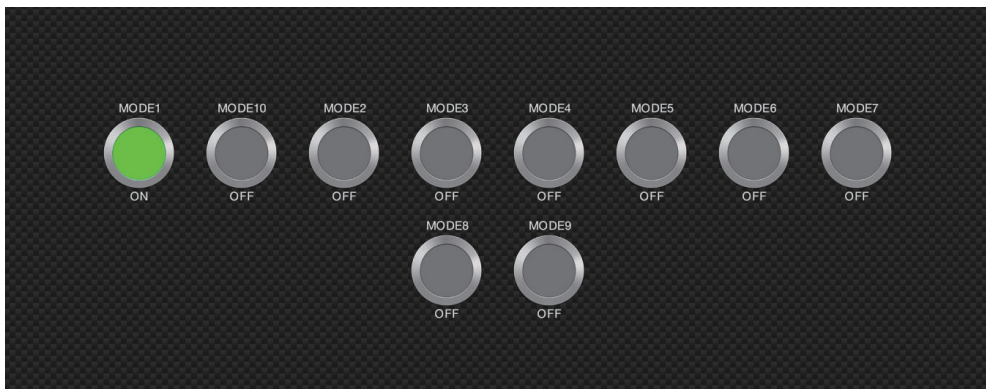 MODE1 MODE10 MODE2 MODE3 MODE4 MODE5 MODE6 MODE7
ON OFF OFF OFF OFF OFF OFF OFF
MODE8 MODE9
OFF OFF